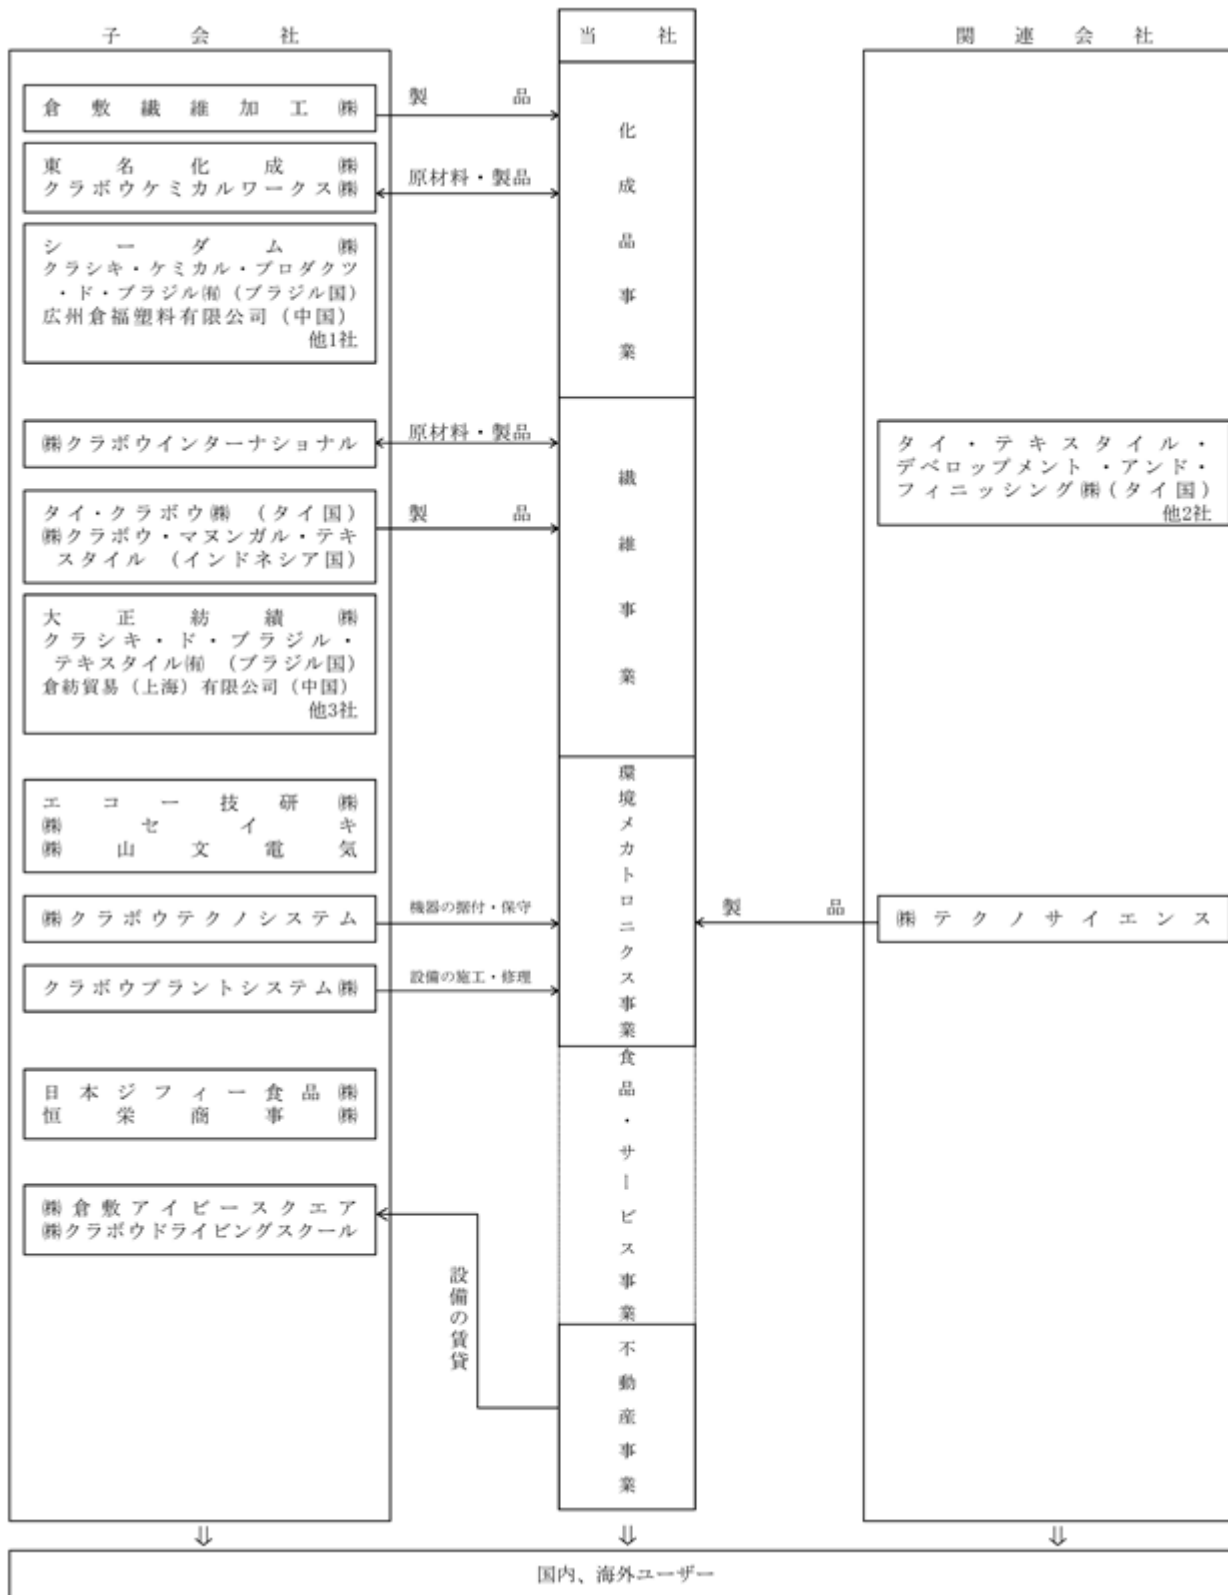 子会社
倉敷繊維加工㈱
東名化成㈱
クラボウケミカルワークス㈱
シーダム㈱
クラシキ・ケミカル・プロダクツ
・ド・ブラジル㈲（ブラジル国）
広州倉福塑料有限公司（中国）
他1社
㈱クラボウインターナショナル
タイ・クラボウ㈱　（タイ国）
㈱クラボウ・マヌンガル・テキ
スタイル　（インドネシア国）
大正紡績㈱
クラシキ・ド・ブラジル・
テキスタイル㈲　（ブラジル国）
倉紡貿易（上海）有限公司（中国）
他3社
エコー技研㈱
㈱セイキ
㈱山文電気
㈱クラボウテクノシステム
クラボウプラントシステム㈱
日本ジフィー食品㈱
恒栄商事㈱
㈱倉敷アイビースクエア
㈱クラボウドライビングスクール
製品
原材料・製品
原材料・製品
製品
機器の据付・保守
設備の施工・修理
設備の賃貸
当社
化成品事業
繊維事業
環境メカトロニクス事業
食品・サービス事業
不動産事業
製品
関連会社
タイ・テキスタイル・
デベロップメント・アンド・
フィニッシング㈱（タイ国）
他2社
㈱テクノサイエンス
⇓
⇓
⇓
国内、海外ユーザー